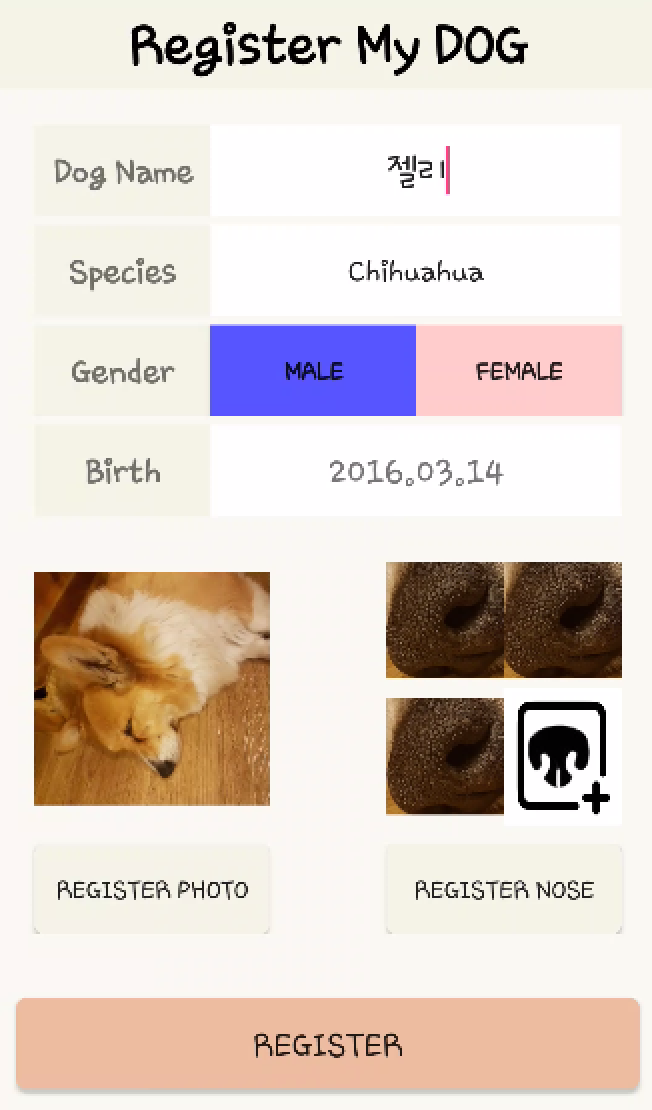 Register My DOG
Dog Name 젤리
Species Chihuahua
Gender MALE FEMALE
Birth 2016.03.14
REGISTER PHOTO REGISTER NOSE
REGISTER